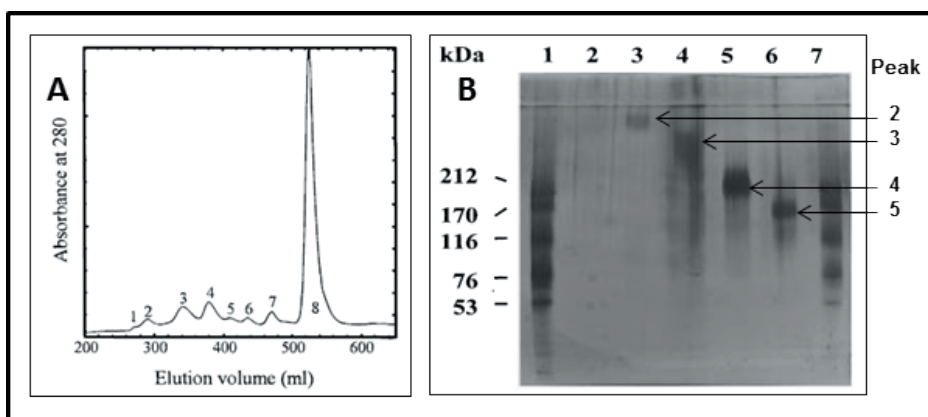 A
Absorbance at 280
1 2 3 4 5 6 7 8
200 300 400 500 600
Elution volume (ml)
B
kDa 1 2 3 4 5 6 7 Peak
2
3
212
4
170
5
116
76
53